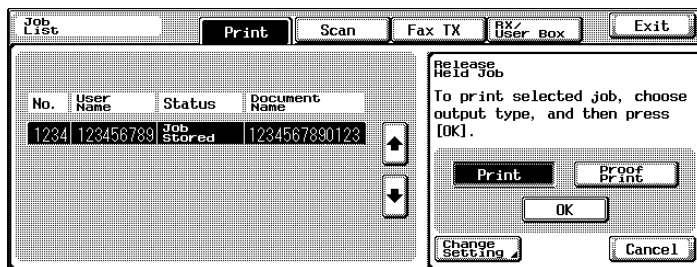 Job List
Print
Scan
Fax TX
RX/ User Box
Exit
No.
User Name
Status
Document Name
1234
123456789
Job Stored
1234567890123
Release Held Job
To print selected job, choose
output type, and then press
[OK].
Print
Proof Print
OK
Change Setting
Cancel